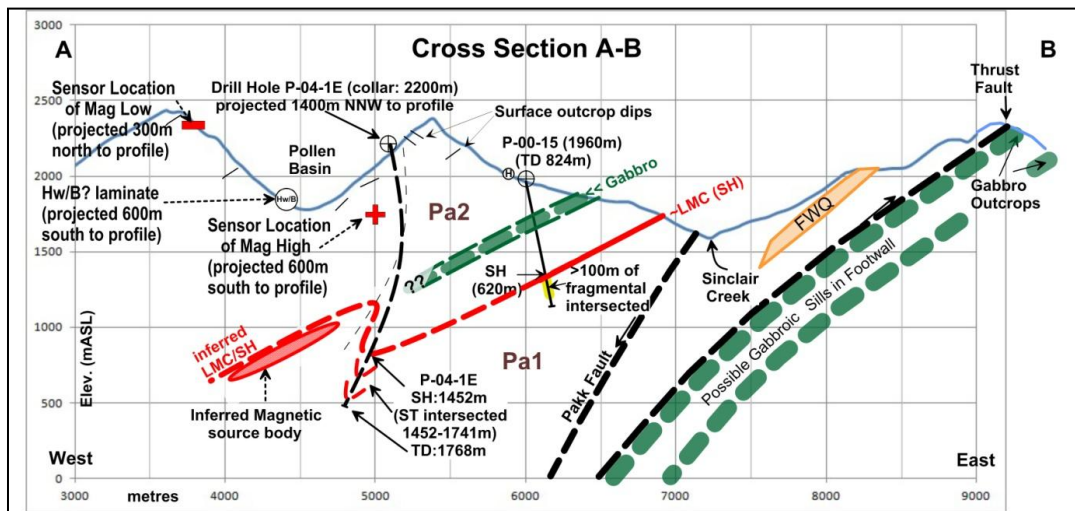 Cross Section A-B
A
B
3000
2500
2000
1500
1000
500
0
Elev. (mASL)
Sensor Location
of Mag Low
(projected 300m
north to profile)
Hw/B? laminate
(projected 600m
south to profile)
Drill Hole P-04-1E (collar: 2200m)
projected 1400m NNW to profile
Pollen
Basin
Hw/B
Sensor Location
of Mag High
(projected 600m
south to profile)
Surface outcrop dips
P-00-15 (1960m)
(TD 824m)
H
Pa2
<< Gabbro
??
~LMC (SH)
SH
(620m)
>100m of
fragmental
intersected
Thrust
Fault
Gabbro
Outcrops
FWQ
Sinclair
Creek
Possible Gabbroic Sills in Footwall
Pakk Fault
Pa1
inferred
LMC/SH
Inferred Magnetic
source body
P-04-1E
SH:1452m
(ST intersected
1452-1741m)
TD:1768m
West
East
3000
metres
4000
5000
6000
7000
8000
9000